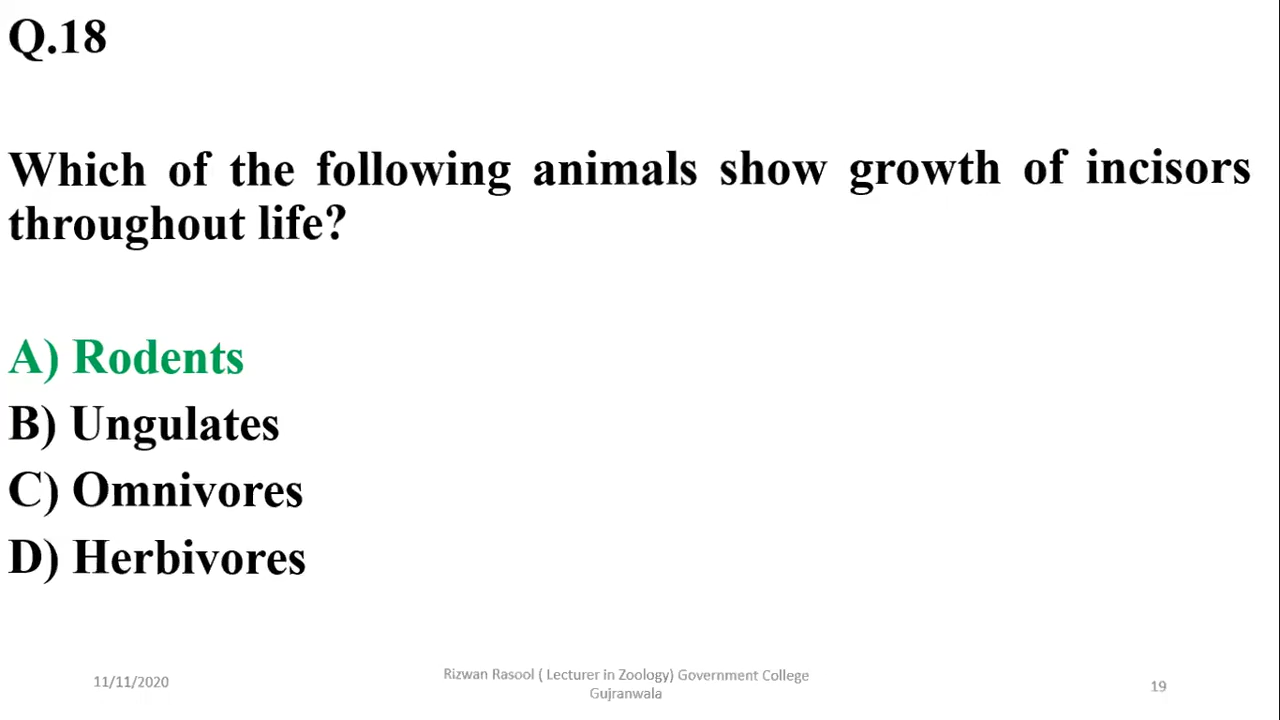 Q.18
Which of the following animals show growth of incisors
throughout life?
A) Rodents
B) Ungulates
C) Omnivores
D) Herbivores
11/11/2020
Rizwan Rasool ( Lecturer in Zoology) Government College
Gujranwala
19